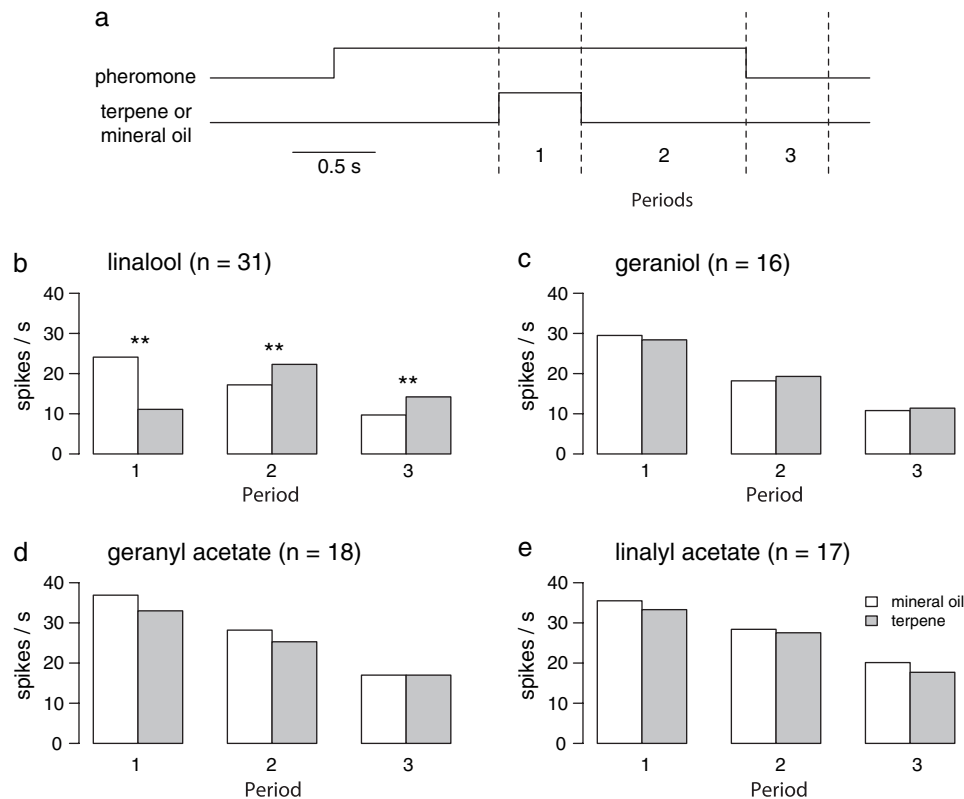 a
pheromone
terpene or
mineral oil
0.5 s
1 2 3
Periods
b linalool (n = 31)
spikes / s
40
30
20
10
0
** ** **
1 2 3
Period
c geraniol (n = 16)
spikes / s
40
30
20
10
0
1 2 3
Period
d geranyl acetate (n = 18)
spikes / s
40
30
20
10
0
1 2 3
Period
e linalyl acetate (n = 17)
spikes / s
40
30
20
10
0
mineral oil
terpene
1 2 3
Period